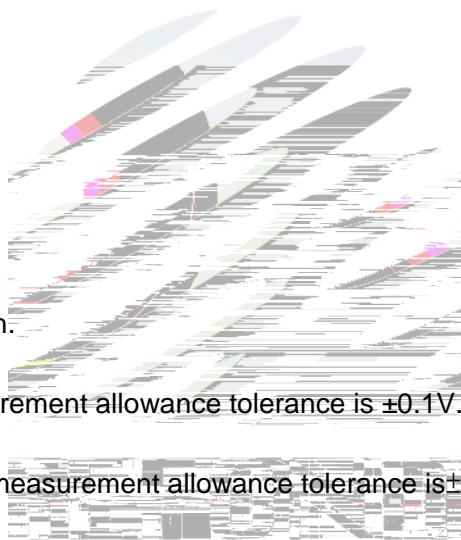 n.
rement allowance tolerance is ±0.1V.
measurement allowance tolerance is±